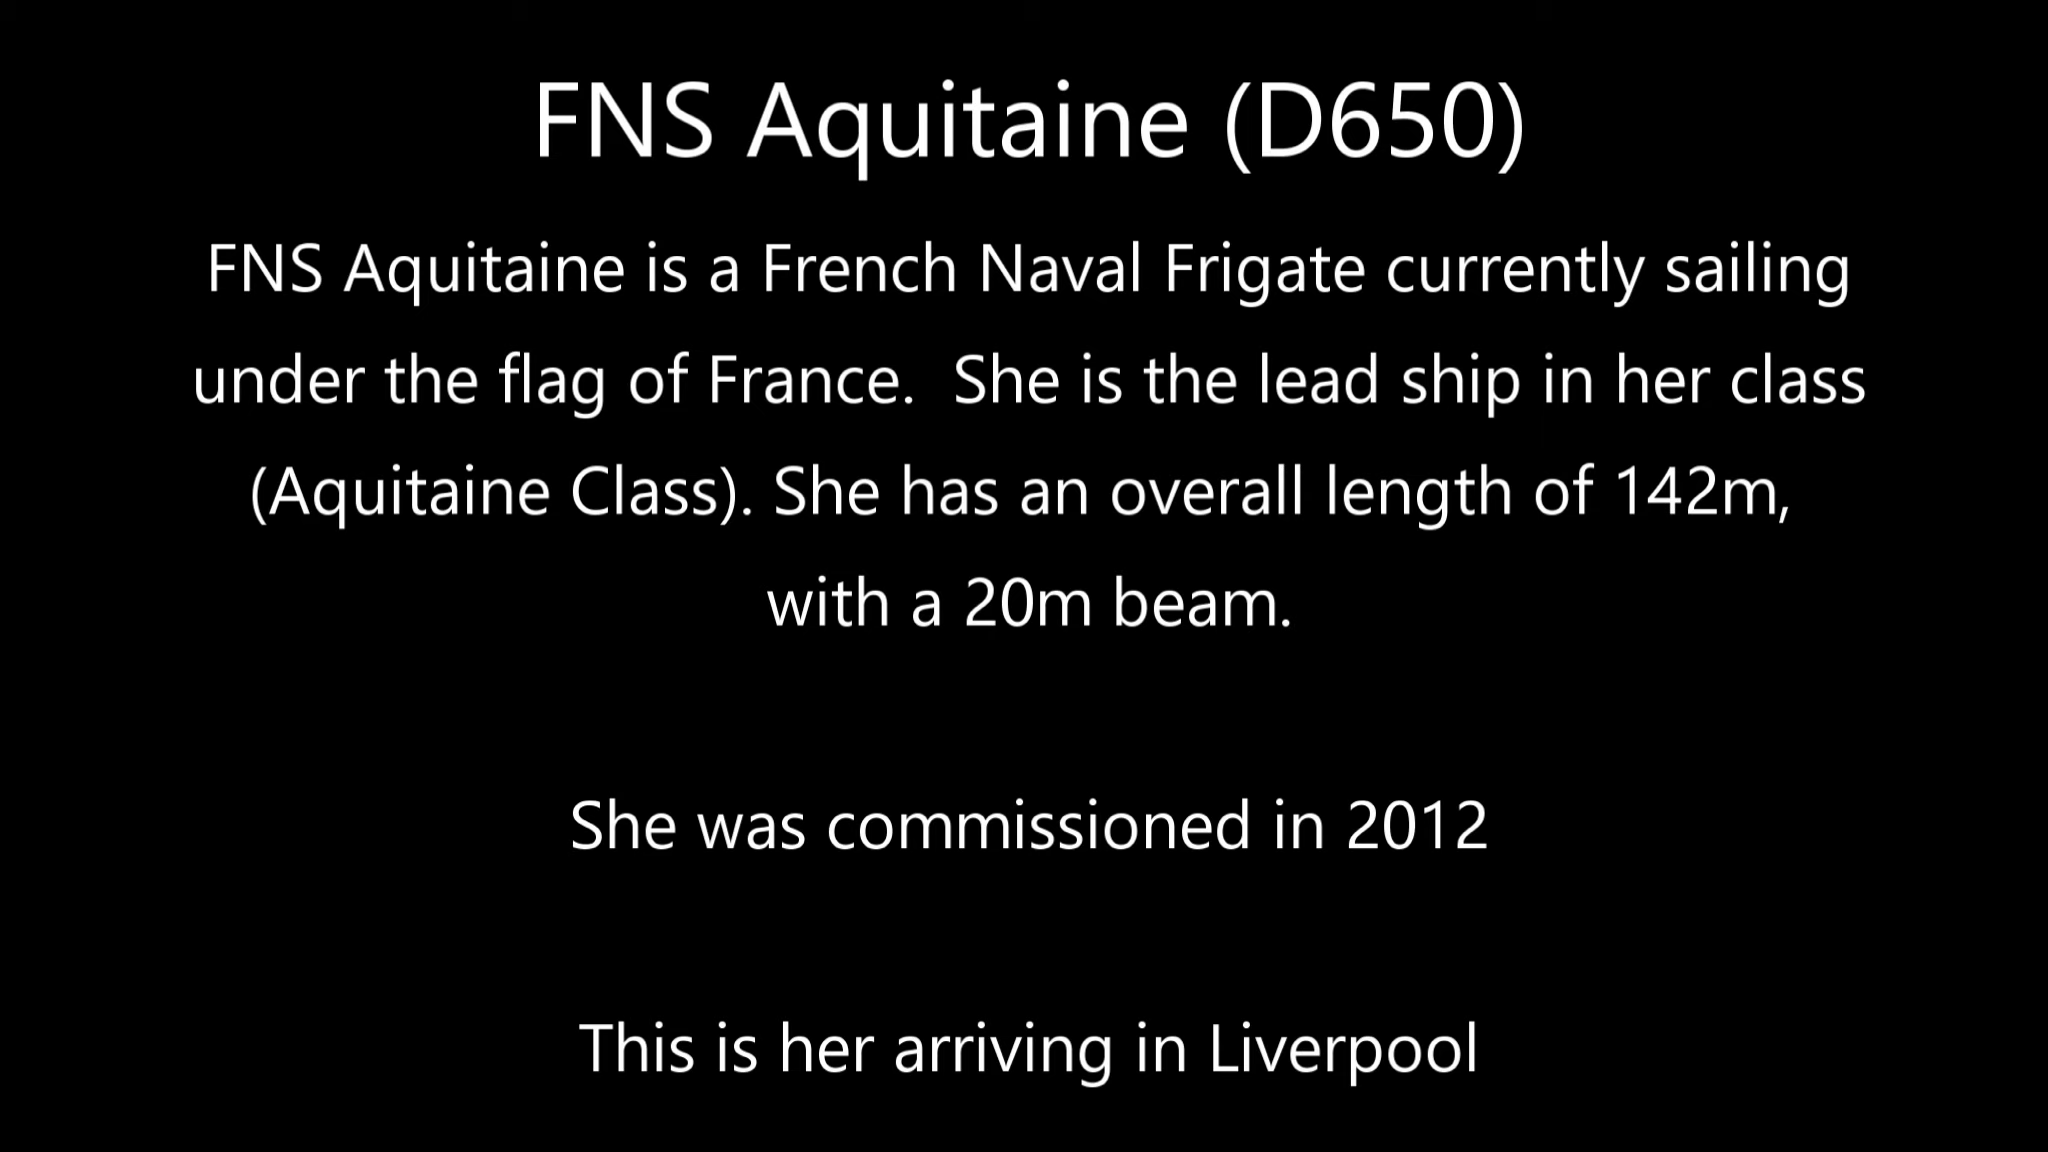 FNS Aquitaine (D650)
FNS Aquitaine is a French Naval Frigate currently sailing
under the flag of France.  She is the lead ship in her class
(Aquitaine Class). She has an overall length of 142m,
with a 20m beam.
She was commissioned in 2012
This is her arriving in Liverpool